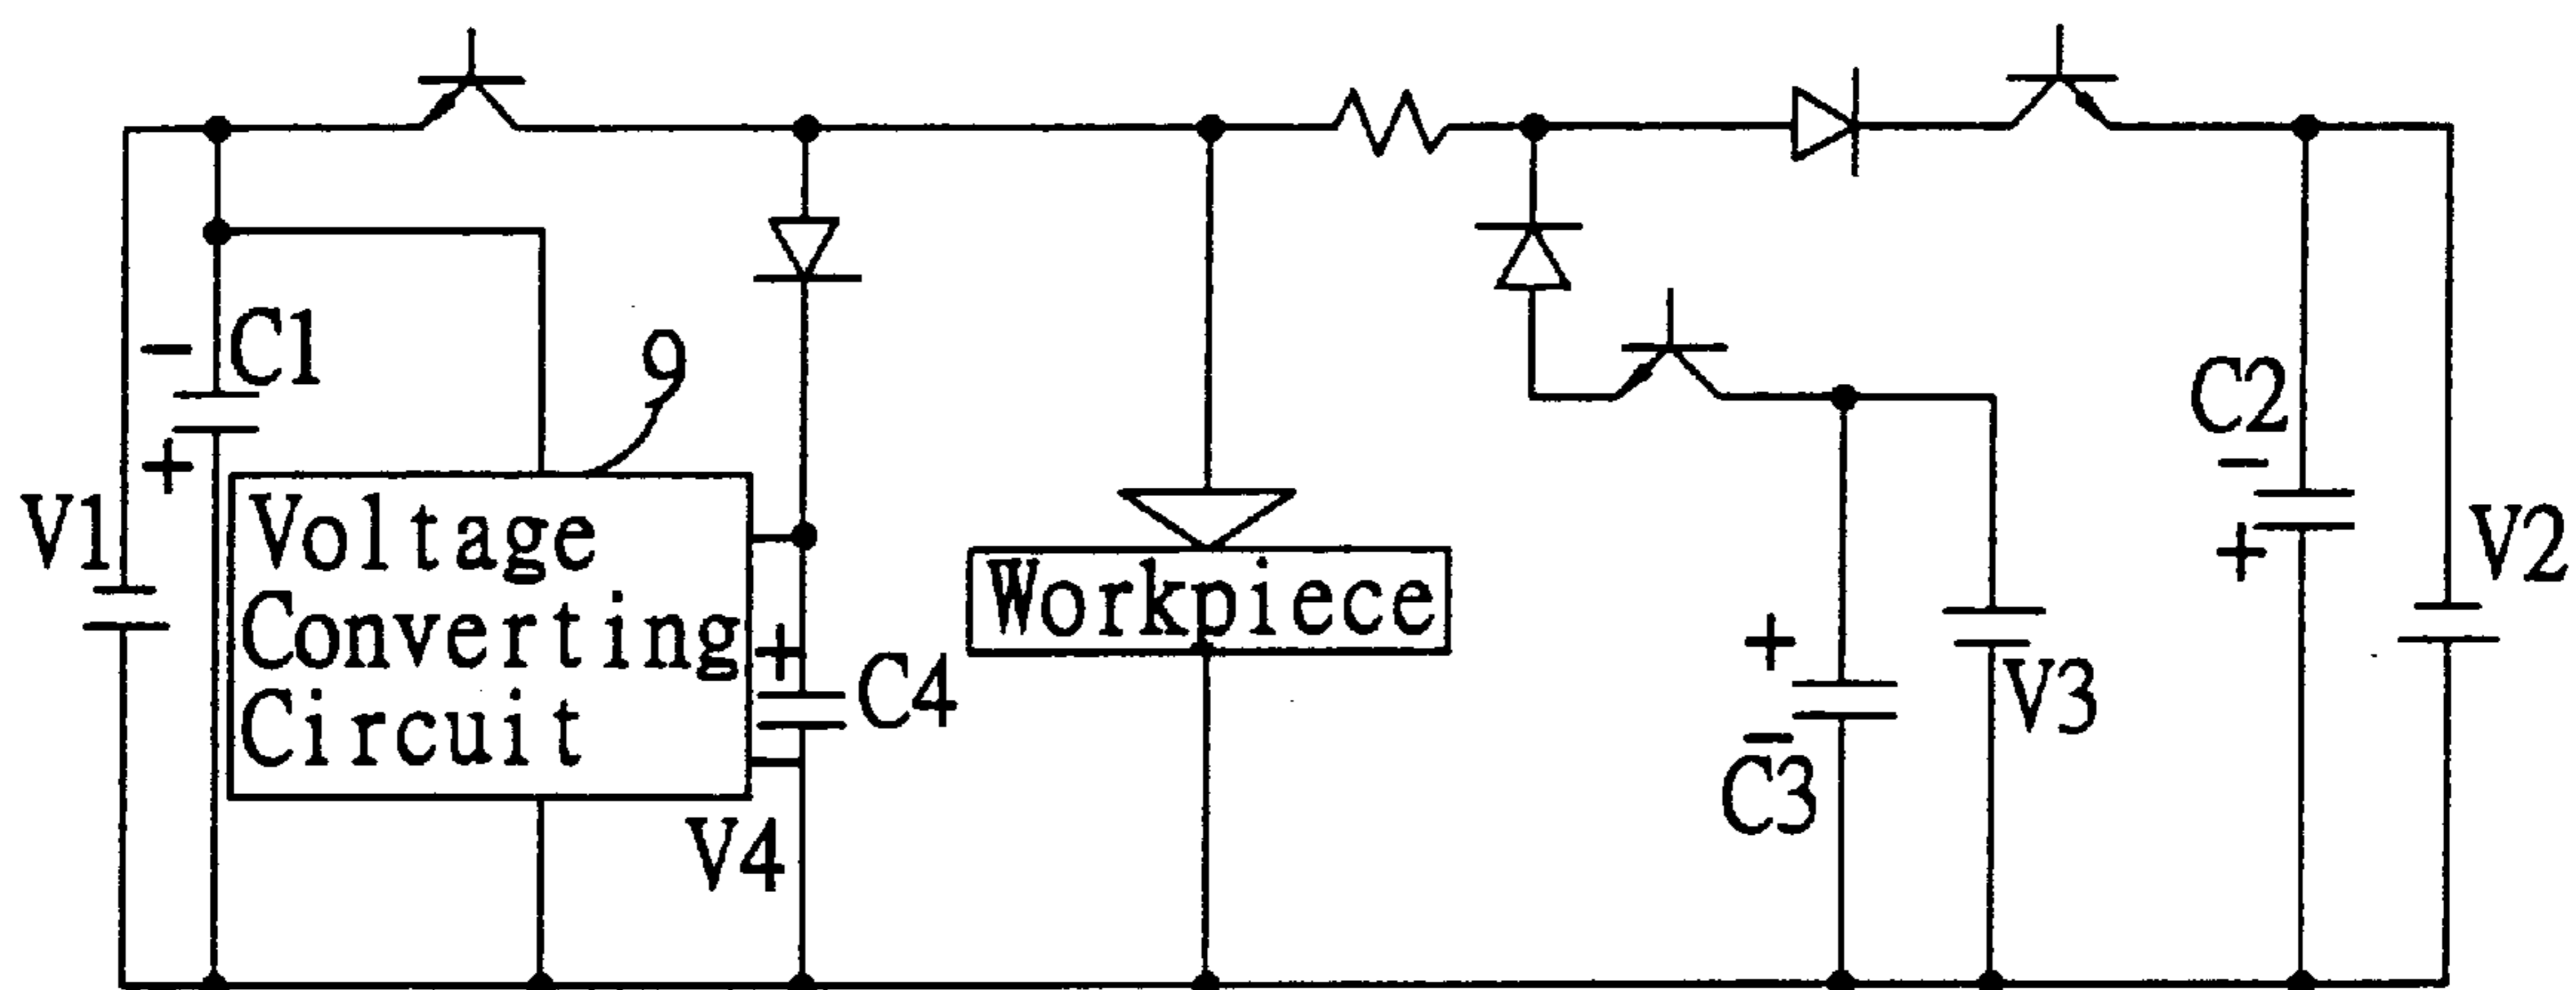 C1
−
+
9
V1
Voltage
Converting
Circuit
+
C4
V4
Workpiece
+
−
C3
V3
C2
−
+
V2